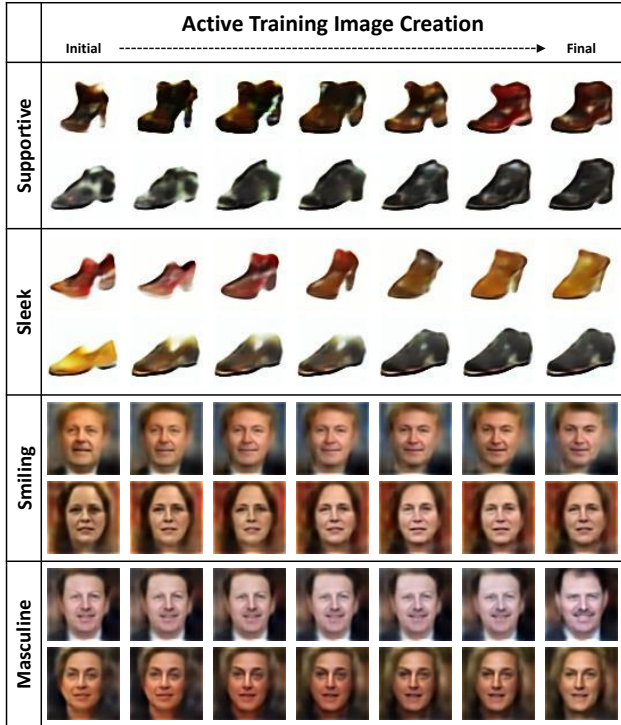 Active Training Image Creation
Initial
Final
Supportive
Sleek
Smiling
Masculine